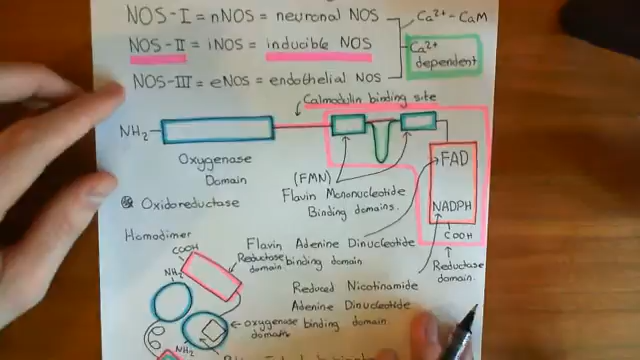 NOS-I = nNOS = neuronal NOS
NOS-II = iNOS = inducible NOS
NOS-III = eNOS = endothelial NOS
Ca2+-CaM
Ca2+
dependent
Calmodulin binding site
NH2
Oxygenase
Domain
(FMN)
Flavin Mononucleotide
Binding domains.
FAD
NADPH
COOH
Reductase
domain.
Oxidoreductase
Homodimer
COOH
NH2
Reductase
domain
Flavin Adenine Dinucleotide
binding domain
Reduced Nicotinamide
Adenine Dinucleotide
binding domain.
Oxygenase
domain
NH2